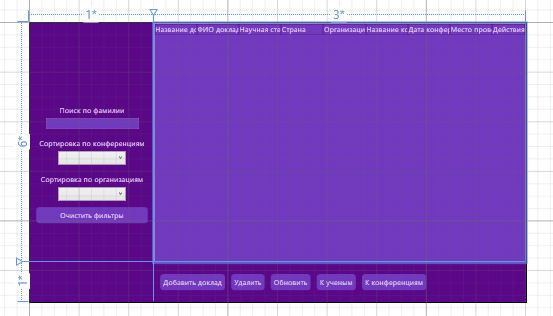 1*
3*
Название до ФИО доклад Научная сте Страна Организаци Название ко Дата конфер Место пров Действия
Поиск по фамилии
6*
Сортировка по конференциям
Сортировка по организациям
Очистить фильтры
1*
Добавить доклад Удалить Обновить К ученым К конференциям